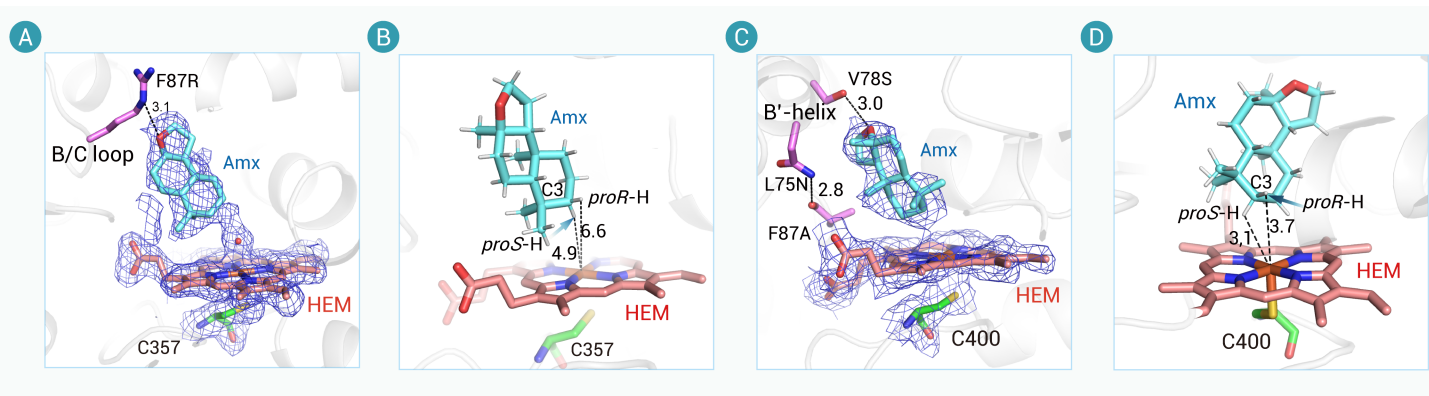 A
F87R
3.1
B/C loop
Amx
HEM
C357
B
Amx
C3
proR-H
proS-H
6.6
4.9
HEM
C357
C
V78S
3.0
B'-helix
Amx
L75N
2.8
F87A
HEM
C400
D
Amx
C3
proS-H
proR-H
3.1
3.7
HEM
C400